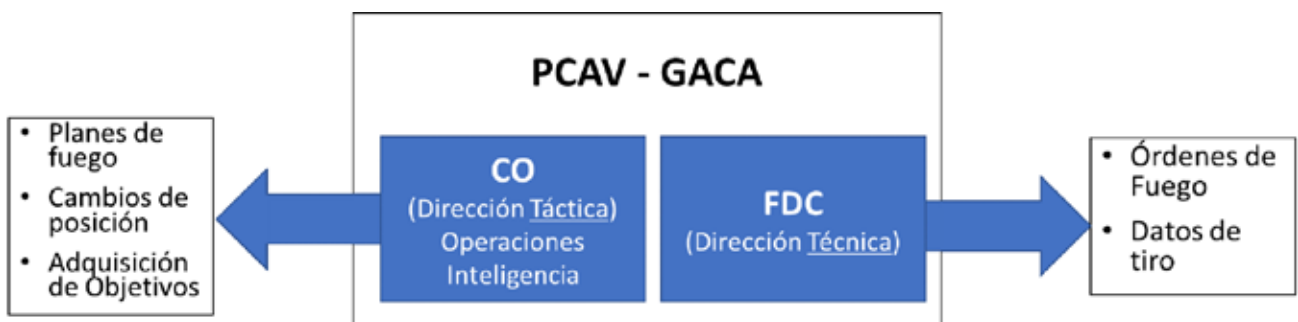 PCAV - GACA
• Planes de
fuego
• Cambios de
posición
• Adquisición
de Objetivos
CO
(Dirección Táctica)
Operaciones
Inteligencia
FDC
(Dirección Técnica)
• Órdenes de
Fuego
• Datos de
tiro